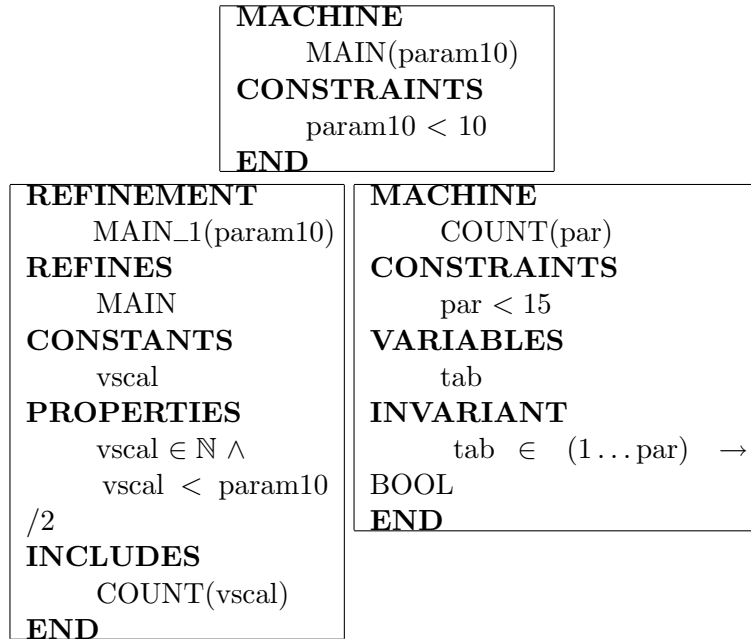 MACHINE
MAIN(param10)
CONSTRAINTS
param10 < 10
END
REFINEMENT
MAIN_1(param10)
REFINES
MAIN
CONSTANTS
vscal
PROPERTIES
vscal ∈ ℕ ∧
vscal < param10
/2
INCLUDES
COUNT(vscal)
END
MACHINE
COUNT(par)
CONSTRAINTS
par < 15
VARIABLES
tab
INVARIANT
tab ∈ (1...par) →
BOOL
END